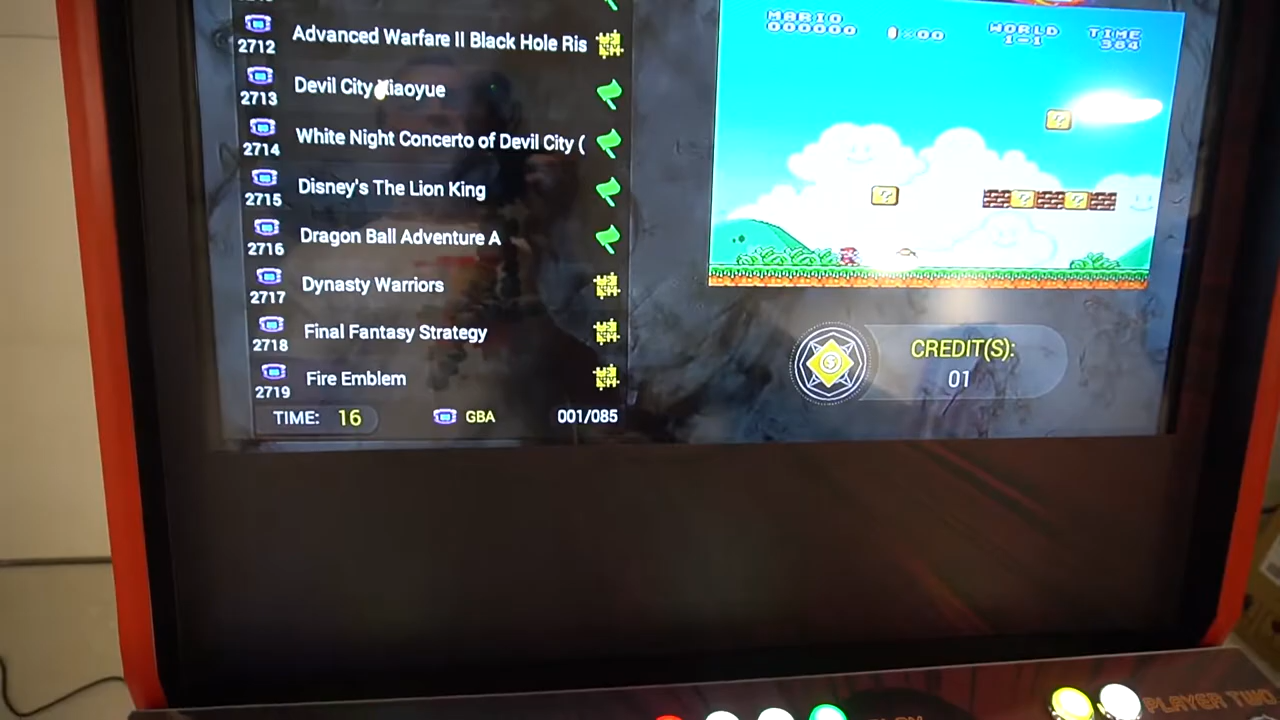 2712 Advanced Warfare II Black Hole Ris
2713 Devil City Xiaoyue
2714 White Night Concerto of Devil City (
2715 Disney's The Lion King
2716 Dragon Ball Adventure A
2717 Dynasty Warriors
2718 Final Fantasy Strategy
2719 Fire Emblem
TIME: 16 GBA 001/085
MARIO WORLD TIME
000000 ×00 1-1 384
CREDIT(S):
01
PLAYER TWO